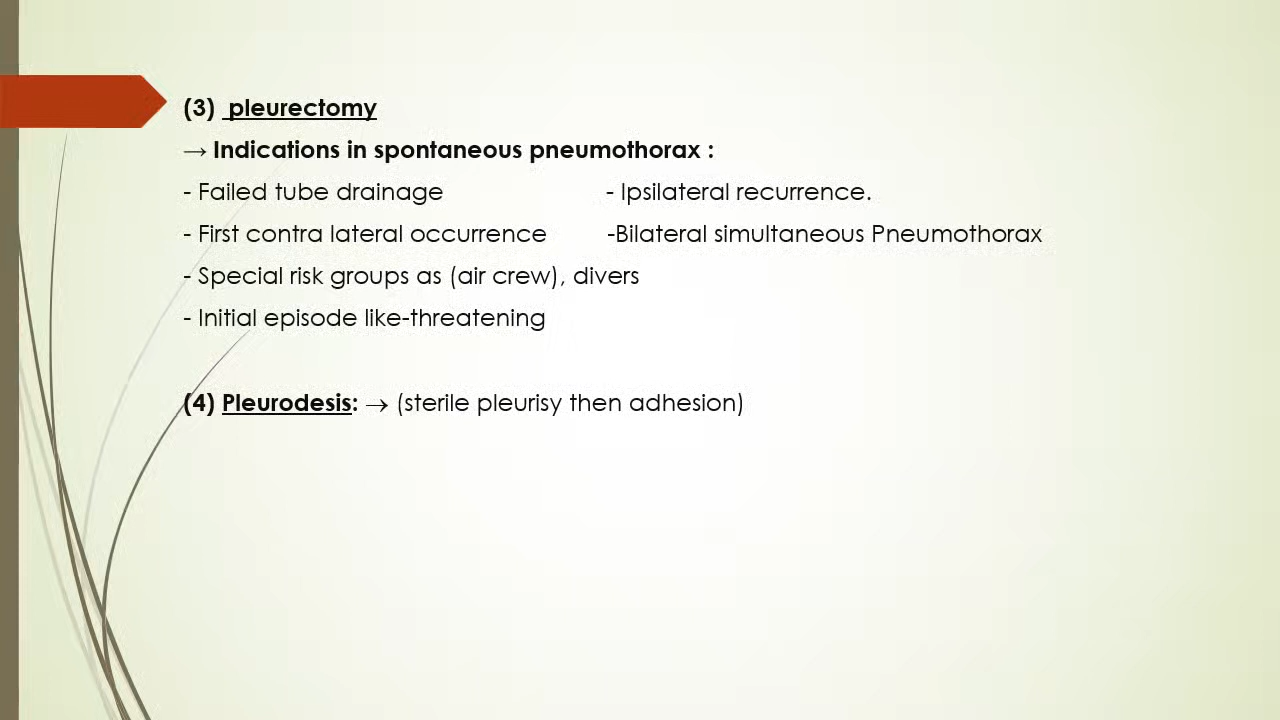 (3) pleurectomy
→ Indications in spontaneous pneumothorax :
- Failed tube drainage - Ipsilateral recurrence.
- First contra lateral occurrence -Bilateral simultaneous Pneumothorax
- Special risk groups as (air crew), divers
- Initial episode like-threatening
(4) Pleurodesis: → (sterile pleurisy then adhesion)